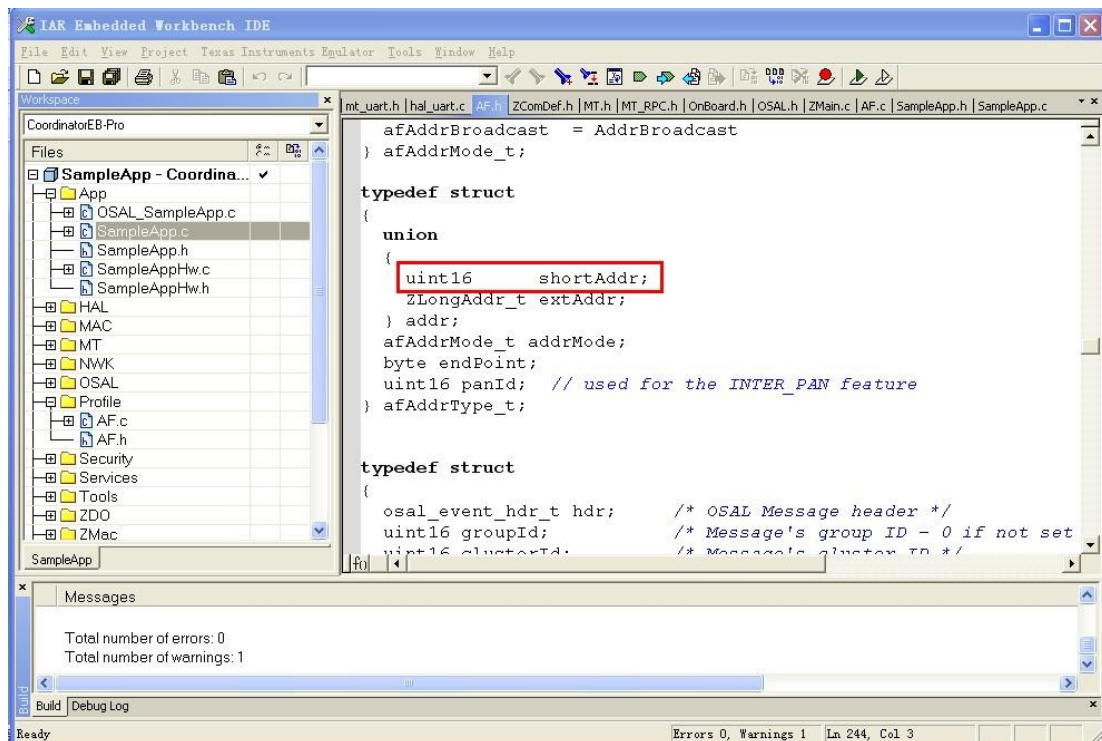 IAR Embedded Workbench IDE
File Edit View Project Texas Instruments Emulator Tools Window Help
Workspace
CoordinatorEB-Pro
Files
SampleApp - Coordina...
App
OSAL_SampleApp.c
SampleApp.c
SampleApp.h
SampleAppHw.c
SampleAppHw.h
HAL
MAC
MT
NWK
OSAL
Profile
AF.c
AF.h
Security
Services
Tools
ZDO
ZMac
SampleApp
mt_uart.h | hal_uart.c | AF.h | ZComDef.h | MT.h | MT_RPC.h | OnBoard.h | OSAL.h | ZMain.c | AF.c | SampleApp.h | SampleApp.c
afAddrBroadcast = AddrBroadcast
} afAddrMode_t;
typedef struct
{
union
{
uint16 shortAddr;
ZLongAddr_t extAddr;
} addr;
afAddrMode_t addrMode;
byte endPoint;
uint16 panId; // used for the INTER_PAN feature
} afAddrType_t;
typedef struct
{
osal_event_hdr_t hdr; /* OSAL Message header */
uint16 groupId; /* Message's group ID - 0 if not set
uint16 clusterId; /* Message's cluster ID */
f()
Messages
Total number of errors: 0
Total number of warnings: 1
Build
Build Debug Log
Ready
Errors 0, Warnings 1 Ln 244, Col 3